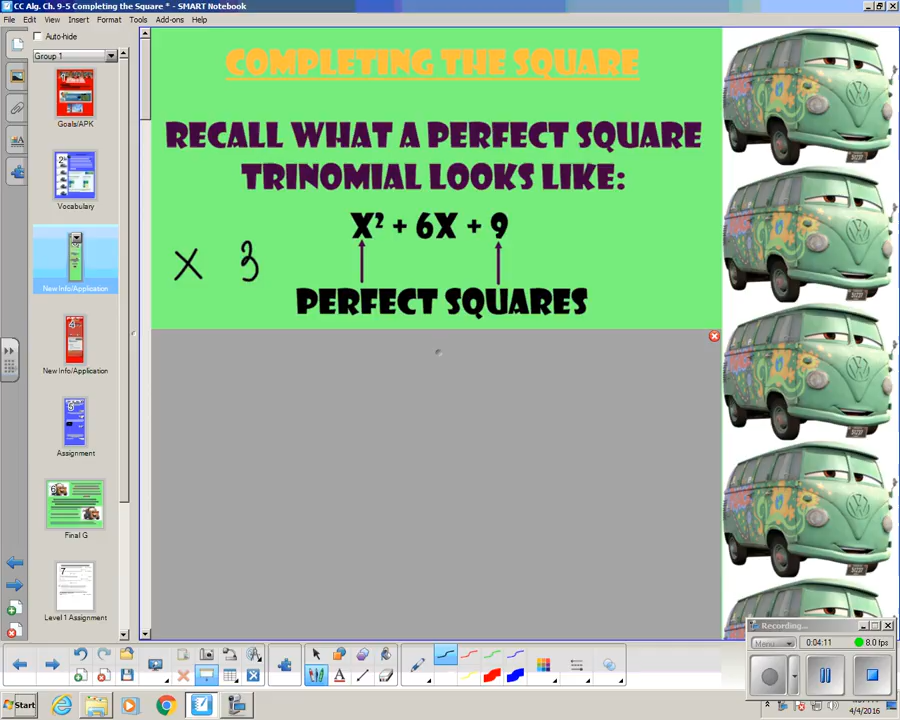 CC Alg. Ch. 9-5 Completing the Square * - SMART Notebook
File Edit View Insert Format Tools Add-ons Help
Auto-hide
Group 1
Goals/APK
Vocabulary
New Info/Application
New Info/Application
Assignment
Final G
Level 1 Assignment
COMPLETING THE SQUARE
RECALL WHAT A PERFECT SQUARE
TRINOMIAL LOOKS LIKE:
X² + 6X + 9
X 3
PERFECT SQUARES
Recording...
Menu
0:04:11
8.0 fps
Start
4/4/2016